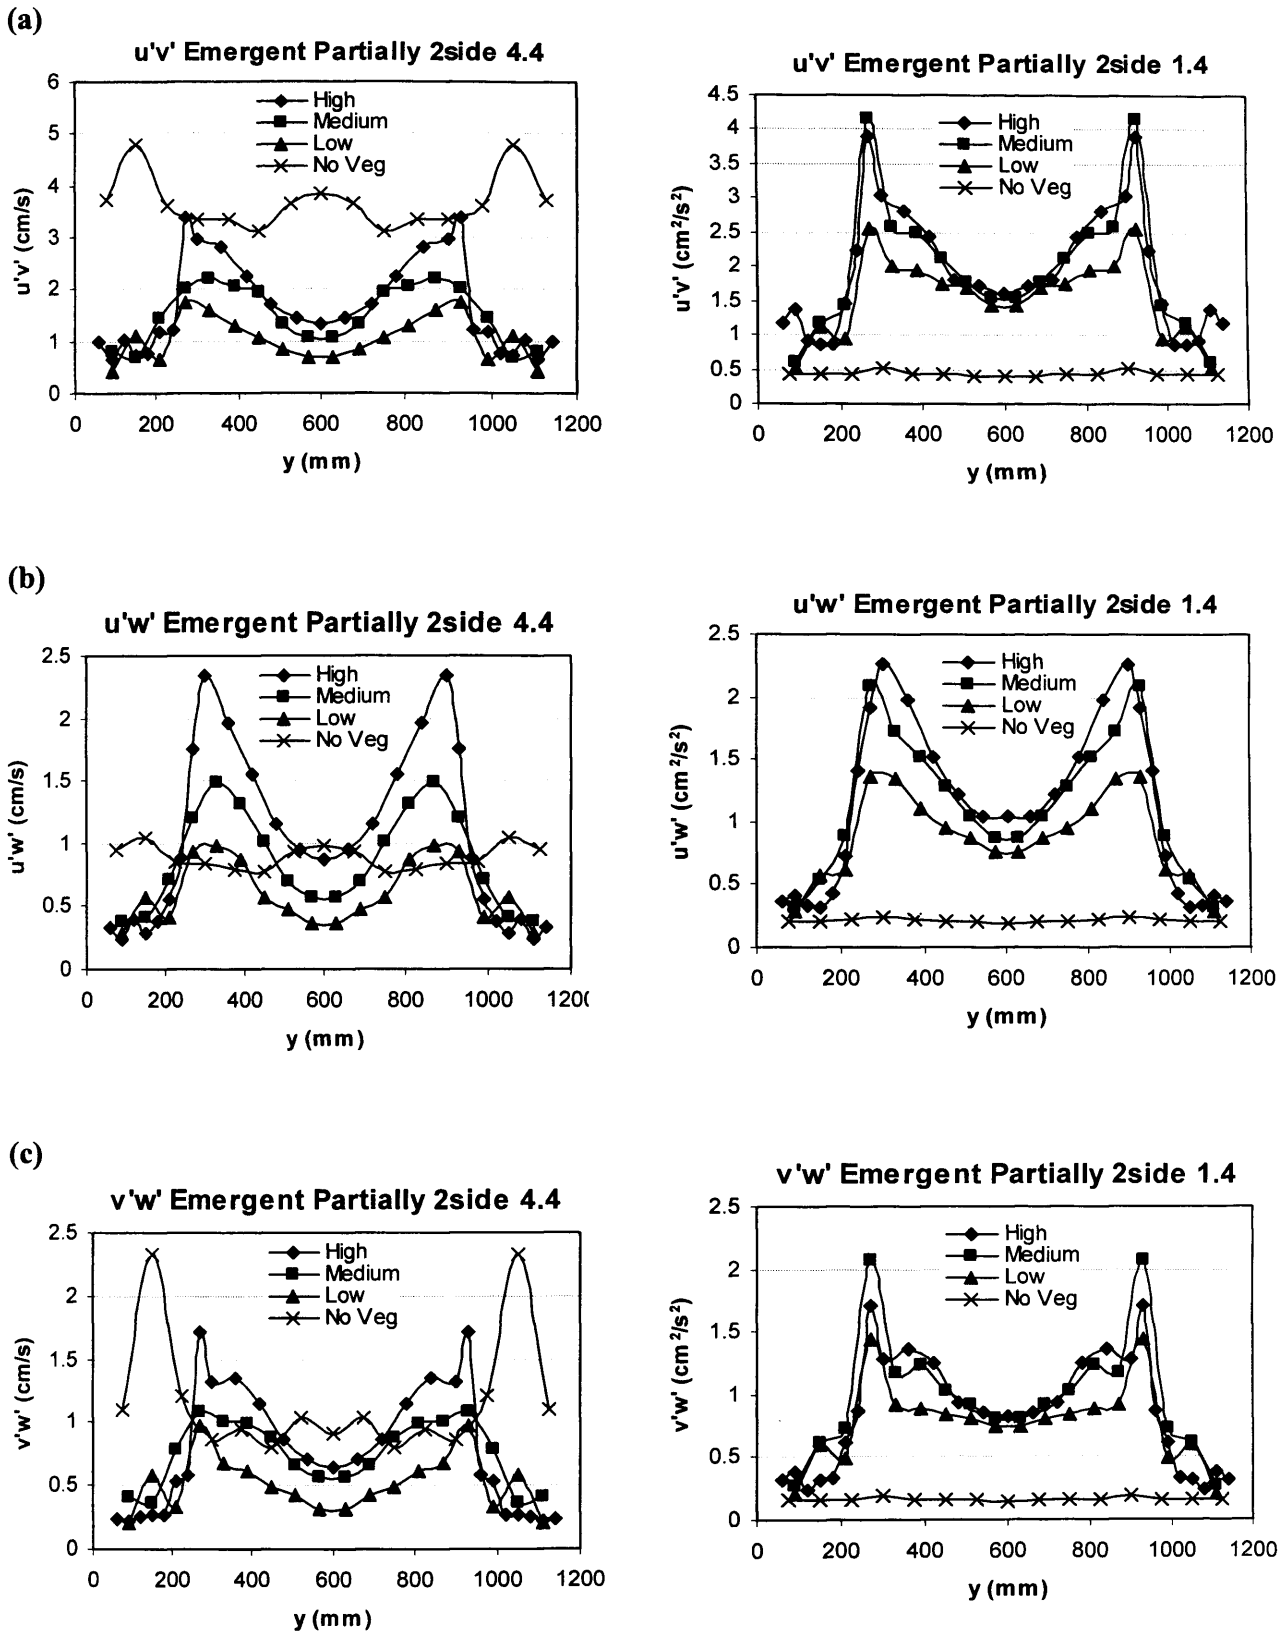 (a)
u'v' Emergent Partially 2side 4.4
High
Medium
Low
No Veg
6
5
4
3
2
1
0
u'v' (cm/s)
0 200 400 600 800 1000 1200
y (mm)
u'v' Emergent Partially 2side 1.4
High
Medium
Low
No Veg
4.5
4
3.5
3
2.5
2
1.5
1
0.5
0
u'v' (cm²/s²)
0 200 400 600 800 1000 1200
y (mm)
(b)
u'w' Emergent Partially 2side 4.4
High
Medium
Low
No Veg
2.5
2
1.5
1
0.5
0
u'w' (cm/s)
0 200 400 600 800 1000 1200
y (mm)
u'w' Emergent Partially 2side 1.4
High
Medium
Low
No Veg
2.5
2
1.5
1
0.5
0
u'w' (cm²/s²)
0 200 400 600 800 1000 1200
y (mm)
(c)
v'w' Emergent Partially 2side 4.4
High
Medium
Low
No Veg
2.5
2
1.5
1
0.5
0
v'w' (cm/s)
0 200 400 600 800 1000 1200
y (mm)
v'w' Emergent Partially 2side 1.4
High
Medium
Low
No Veg
2.5
2
1.5
1
0.5
0
v'w' (cm²/s²)
0 200 400 600 800 1000 1200
y (mm)